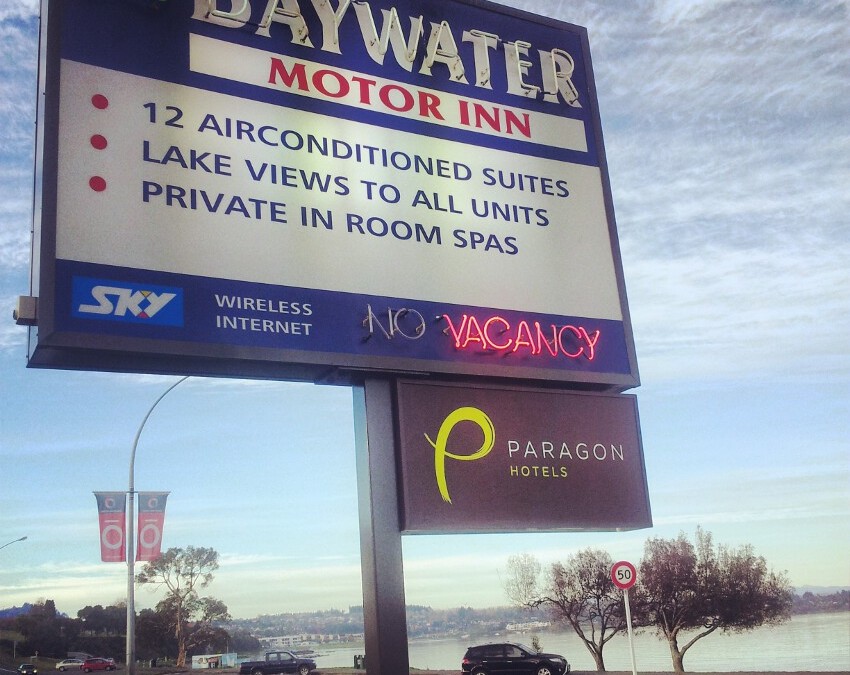 BAYWATER
MOTOR INN
12 AIRCONDITIONED SUITES
LAKE VIEWS TO ALL UNITS
PRIVATE IN ROOM SPAS
SKY
WIRELESS
INTERNET
NO VACANCY
PARAGON
HOTELS
50